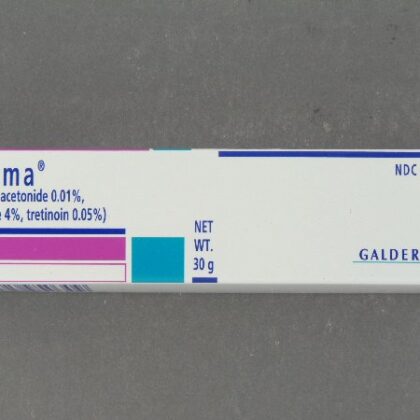 ma®
acetonide 0.01%,
4%, tretinoin 0.05%)
NET
WT.
30 g
NDC
GALDER